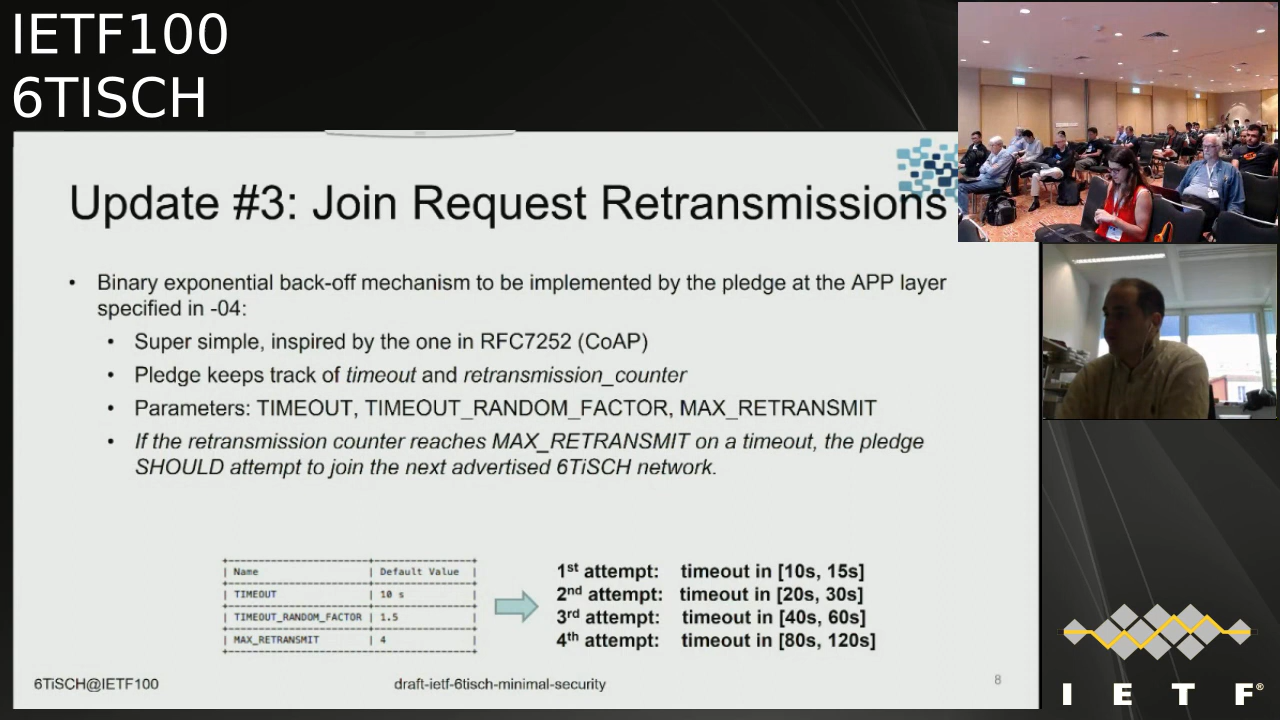 IETF100
6TISCH
Update #3: Join Request Retransmissions
• Binary exponential back-off mechanism to be implemented by the pledge at the APP layer
specified in -04:
• Super simple, inspired by the one in RFC7252 (CoAP)
• Pledge keeps track of timeout and retransmission_counter
• Parameters: TIMEOUT, TIMEOUT_RANDOM_FACTOR, MAX_RETRANSMIT
• If the retransmission counter reaches MAX_RETRANSMIT on a timeout, the pledge
SHOULD attempt to join the next advertised 6TiSCH network.
| Name | Default Value |
| TIMEOUT | 10 s |
| TIMEOUT_RANDOM_FACTOR | 1.5 |
| MAX_RETRANSMIT | 4 |
1st attempt: timeout in [10s, 15s]
2nd attempt: timeout in [20s, 30s]
3rd attempt: timeout in [40s, 60s]
4th attempt: timeout in [80s, 120s]
6TiSCH@IETF100
draft-ietf-6tisch-minimal-security
8
I E T F®